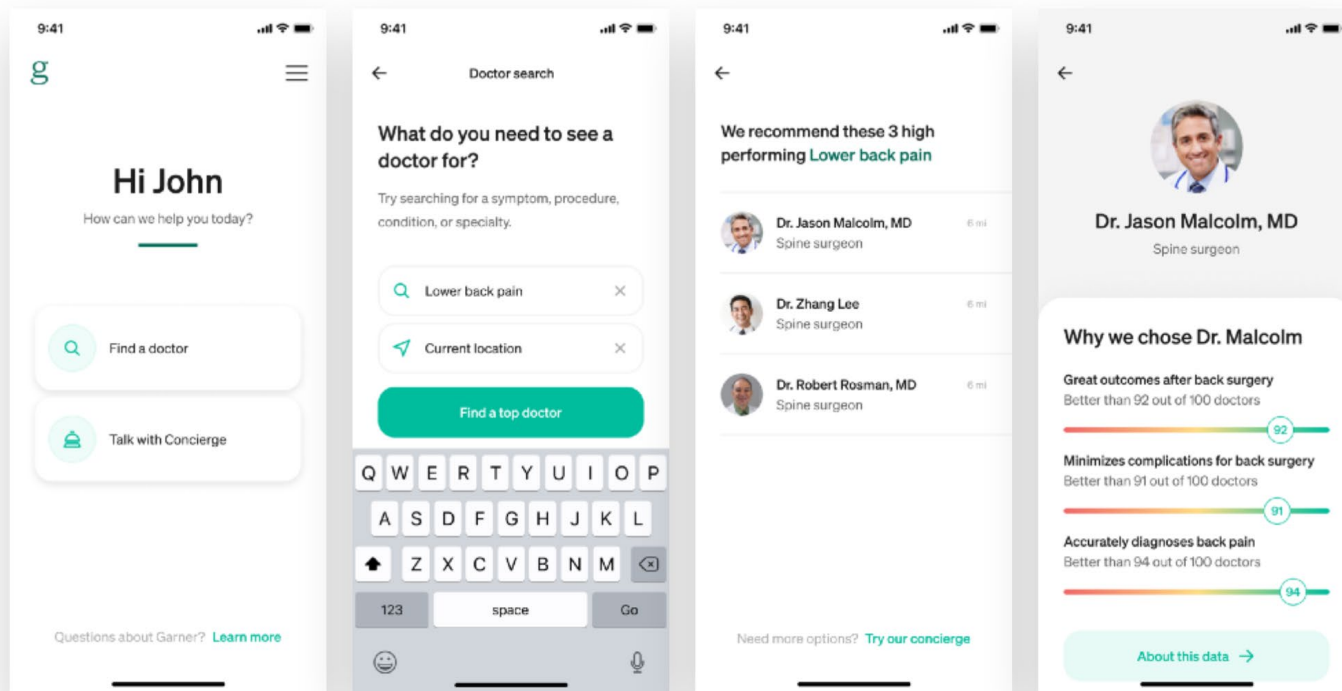 9:41
g
Hi John
How can we help you today?
Find a doctor
Talk with Concierge
Questions about Garner? Learn more
9:41
Doctor search
What do you need to see a
doctor for?
Try searching for a symptom, procedure,
condition, or specialty.
Lower back pain
Current location
Find a top doctor
Q W E R T Y U I O P
A S D F G H J K L
Z X C V B N M
123 space Go
9:41
We recommend these 3 high
performing Lower back pain
Dr. Jason Malcolm, MD 6 mi
Spine surgeon
Dr. Zhang Lee 6 mi
Spine surgeon
Dr. Robert Rosman, MD 6 mi
Spine surgeon
Need more options? Try our concierge
9:41
Dr. Jason Malcolm, MD
Spine surgeon
Why we chose Dr. Malcolm
Great outcomes after back surgery
Better than 92 out of 100 doctors
92
Minimizes complications for back surgery
Better than 91 out of 100 doctors
91
Accurately diagnoses back pain
Better than 94 out of 100 doctors
94
About this data